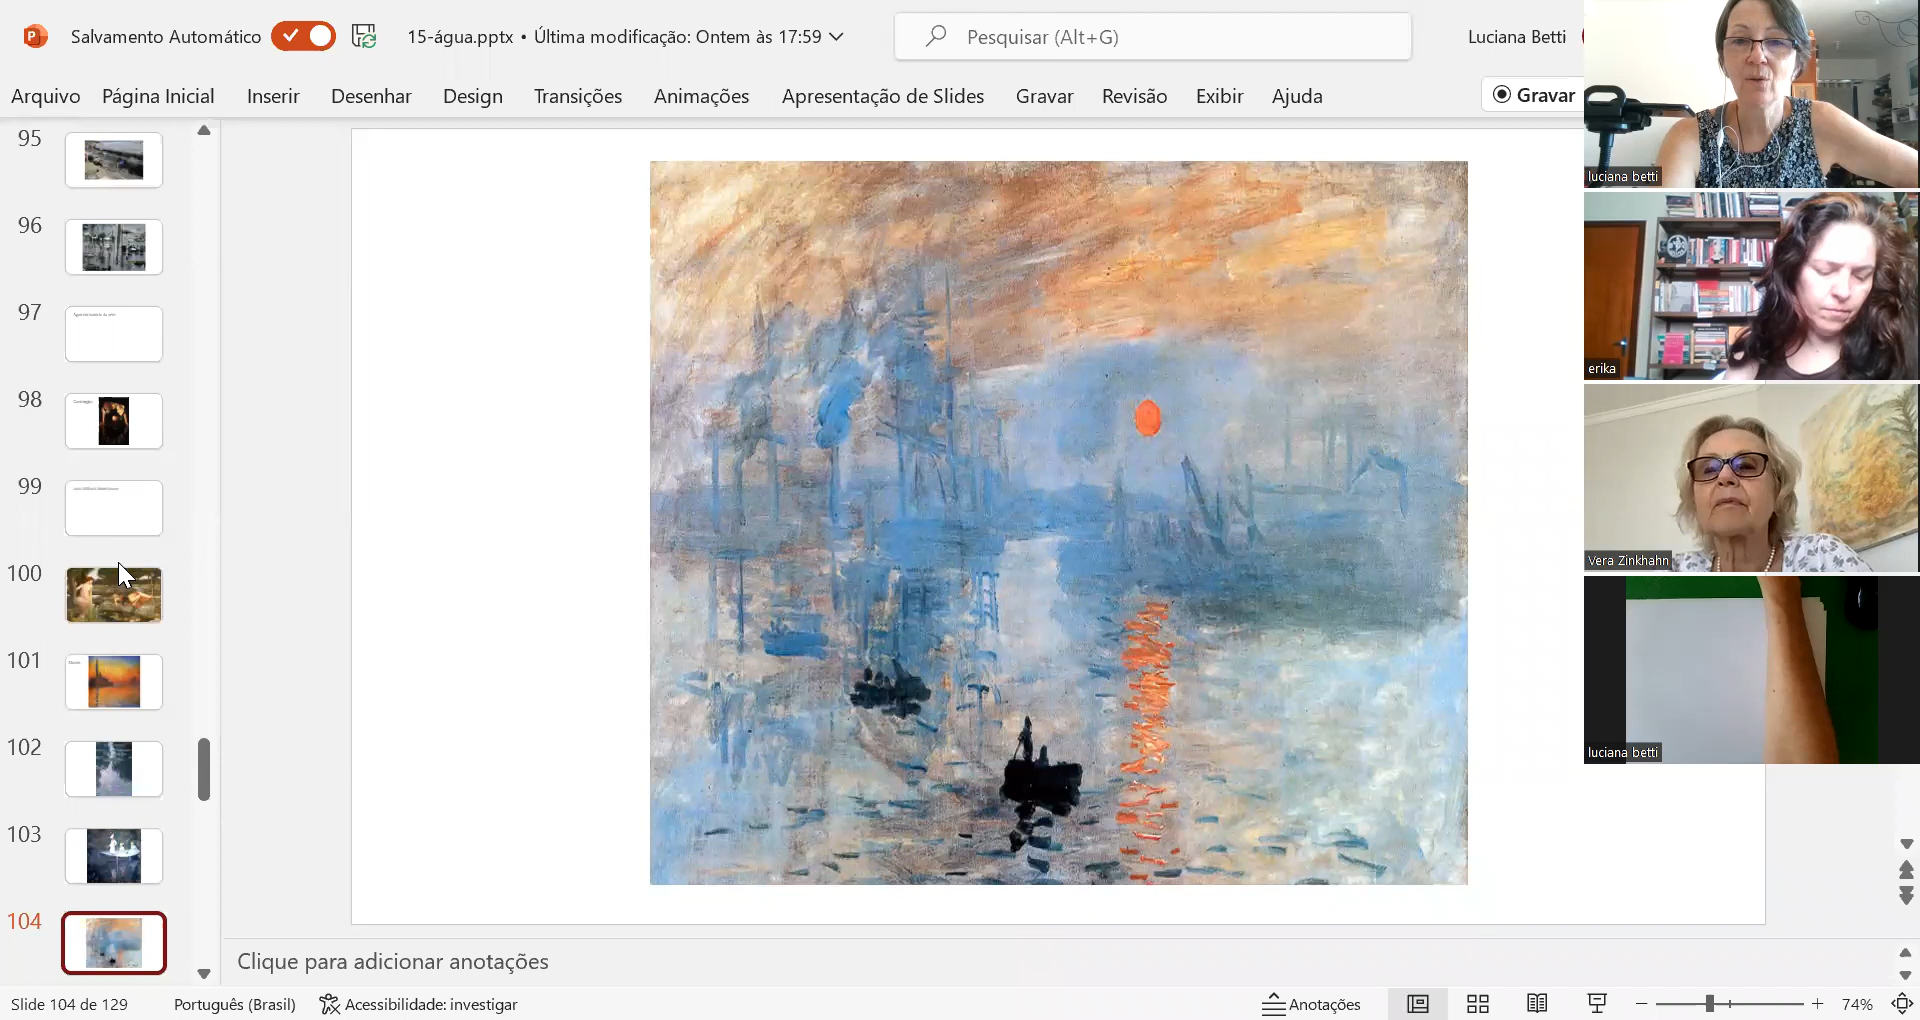 Salvamento Automático
15-água.pptx • Última modificação: Ontem às 17:59
Pesquisar (Alt+G)
Luciana Betti
Arquivo Página Inicial Inserir Desenhar Design Transições Animações Apresentação de Slides Gravar Revisão Exibir Ajuda
Gravar
luciana betti
erika
Vera Zinkhahn
luciana betti
95
96
97
98
99
100
101
102
103
104
Clique para adicionar anotações
Slide 104 de 129 Português (Brasil) Acessibilidade: investigar Anotações 74%